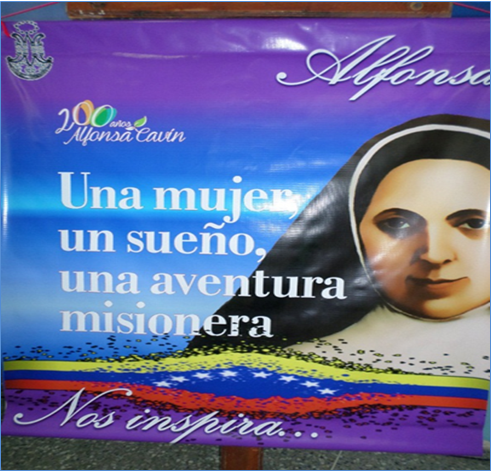 Alfonsa
200 años
Alfonsa Cavin
Una mujer,
un sueño,
una aventura
misionera
Nos inspira...